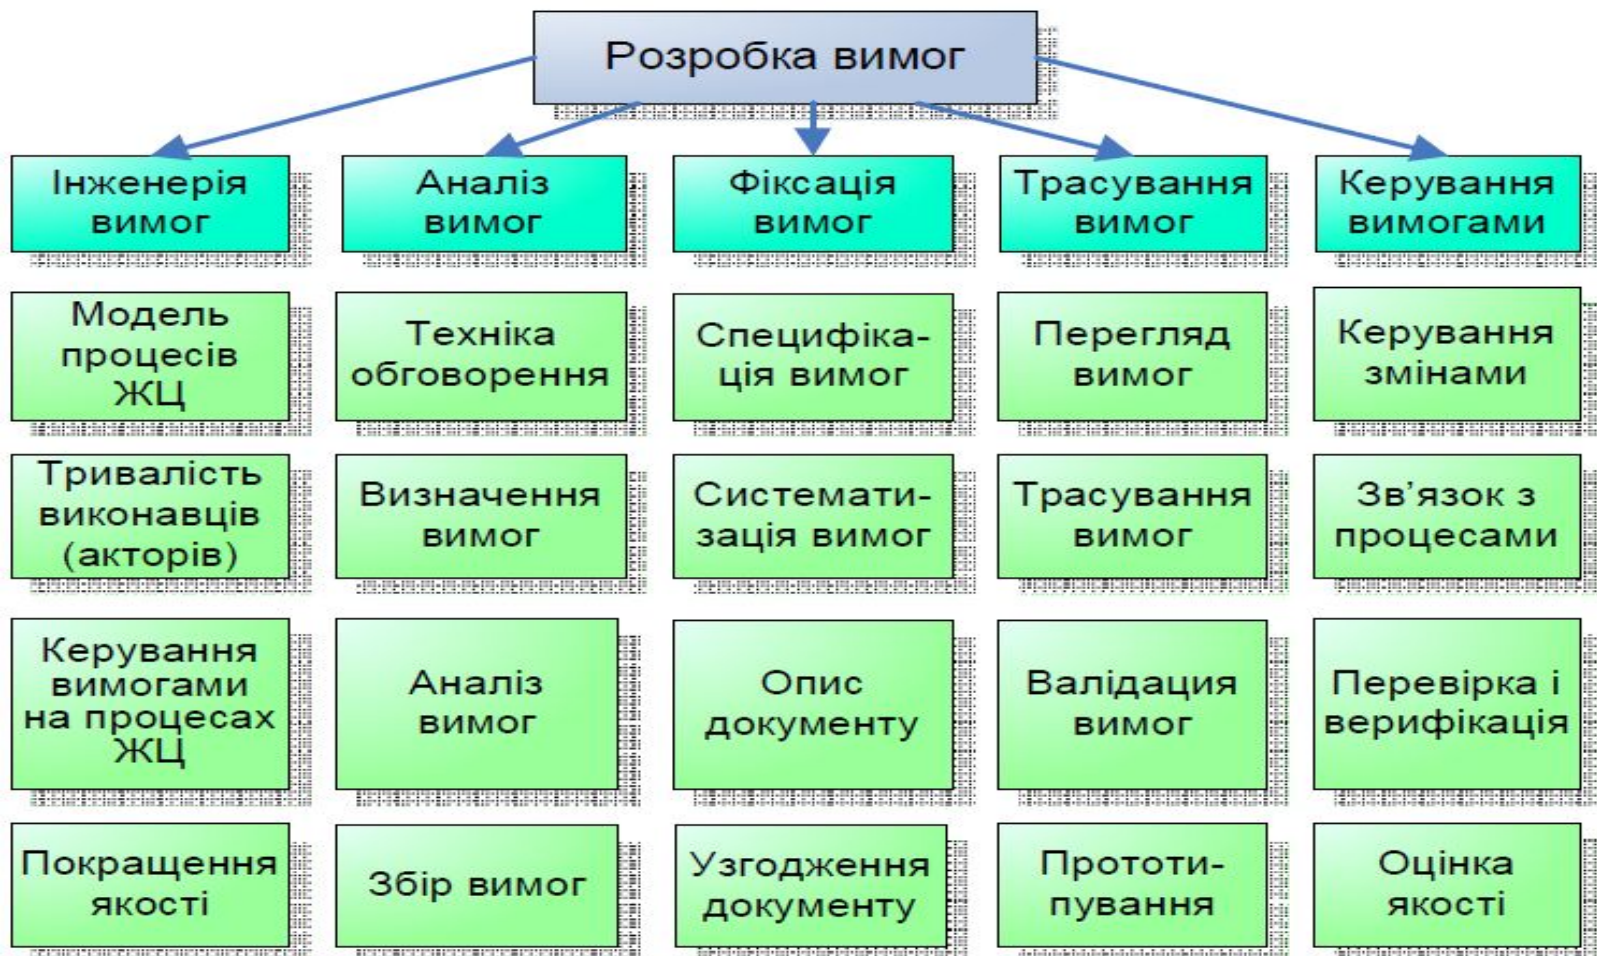 Розробка вимог
Інженерія
вимог
Аналіз
вимог
Фіксація
вимог
Трасування
вимог
Керування
вимогами
Модель
процесів
ЖЦ
Техніка
обговорення
Специфіка-
ція вимог
Перегляд
вимог
Керування
змінами
Тривалість
виконавців
(акторів)
Визначення
вимог
Системати-
зація вимог
Трасування
вимог
Зв’язок з
процесами
Керування
вимогами
на процесах
ЖЦ
Аналіз
вимог
Опис
документу
Валідация
вимог
Перевірка і
верифікація
Покращення
якості
Збір вимог
Узгодження
документу
Прототи-
пування
Оцінка
якості